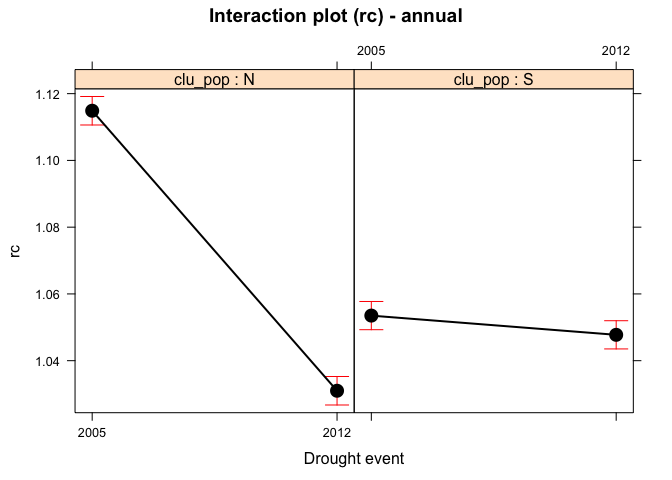 Interaction plot (rc) - annual
2005 2012
clu_pop : N clu_pop : S
1.12
1.10
1.08
rc
1.06
1.04
2005 2012
Drought event